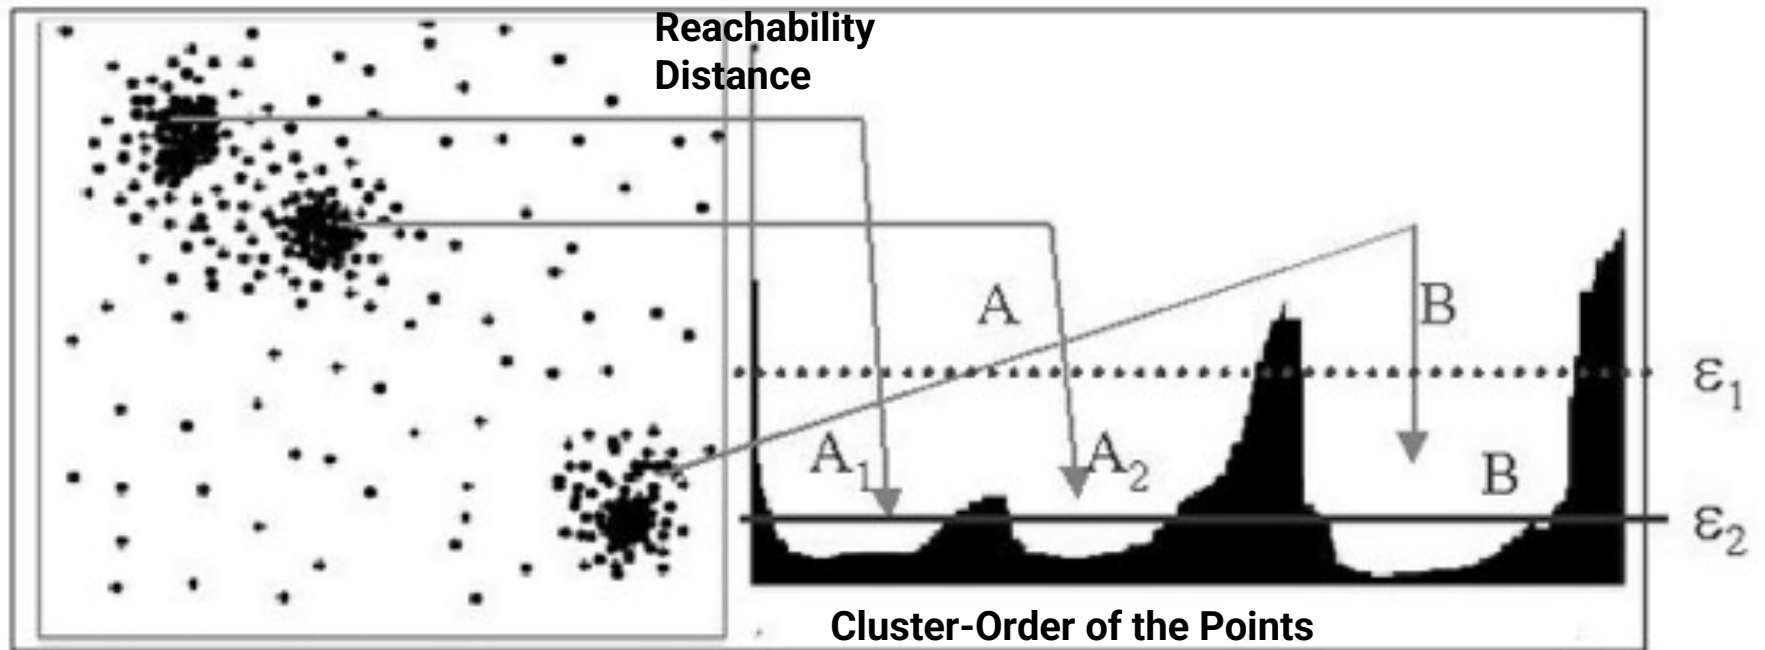 Reachability
Distance
A
B
ε1
A1
A2
B
ε2
Cluster-Order of the Points